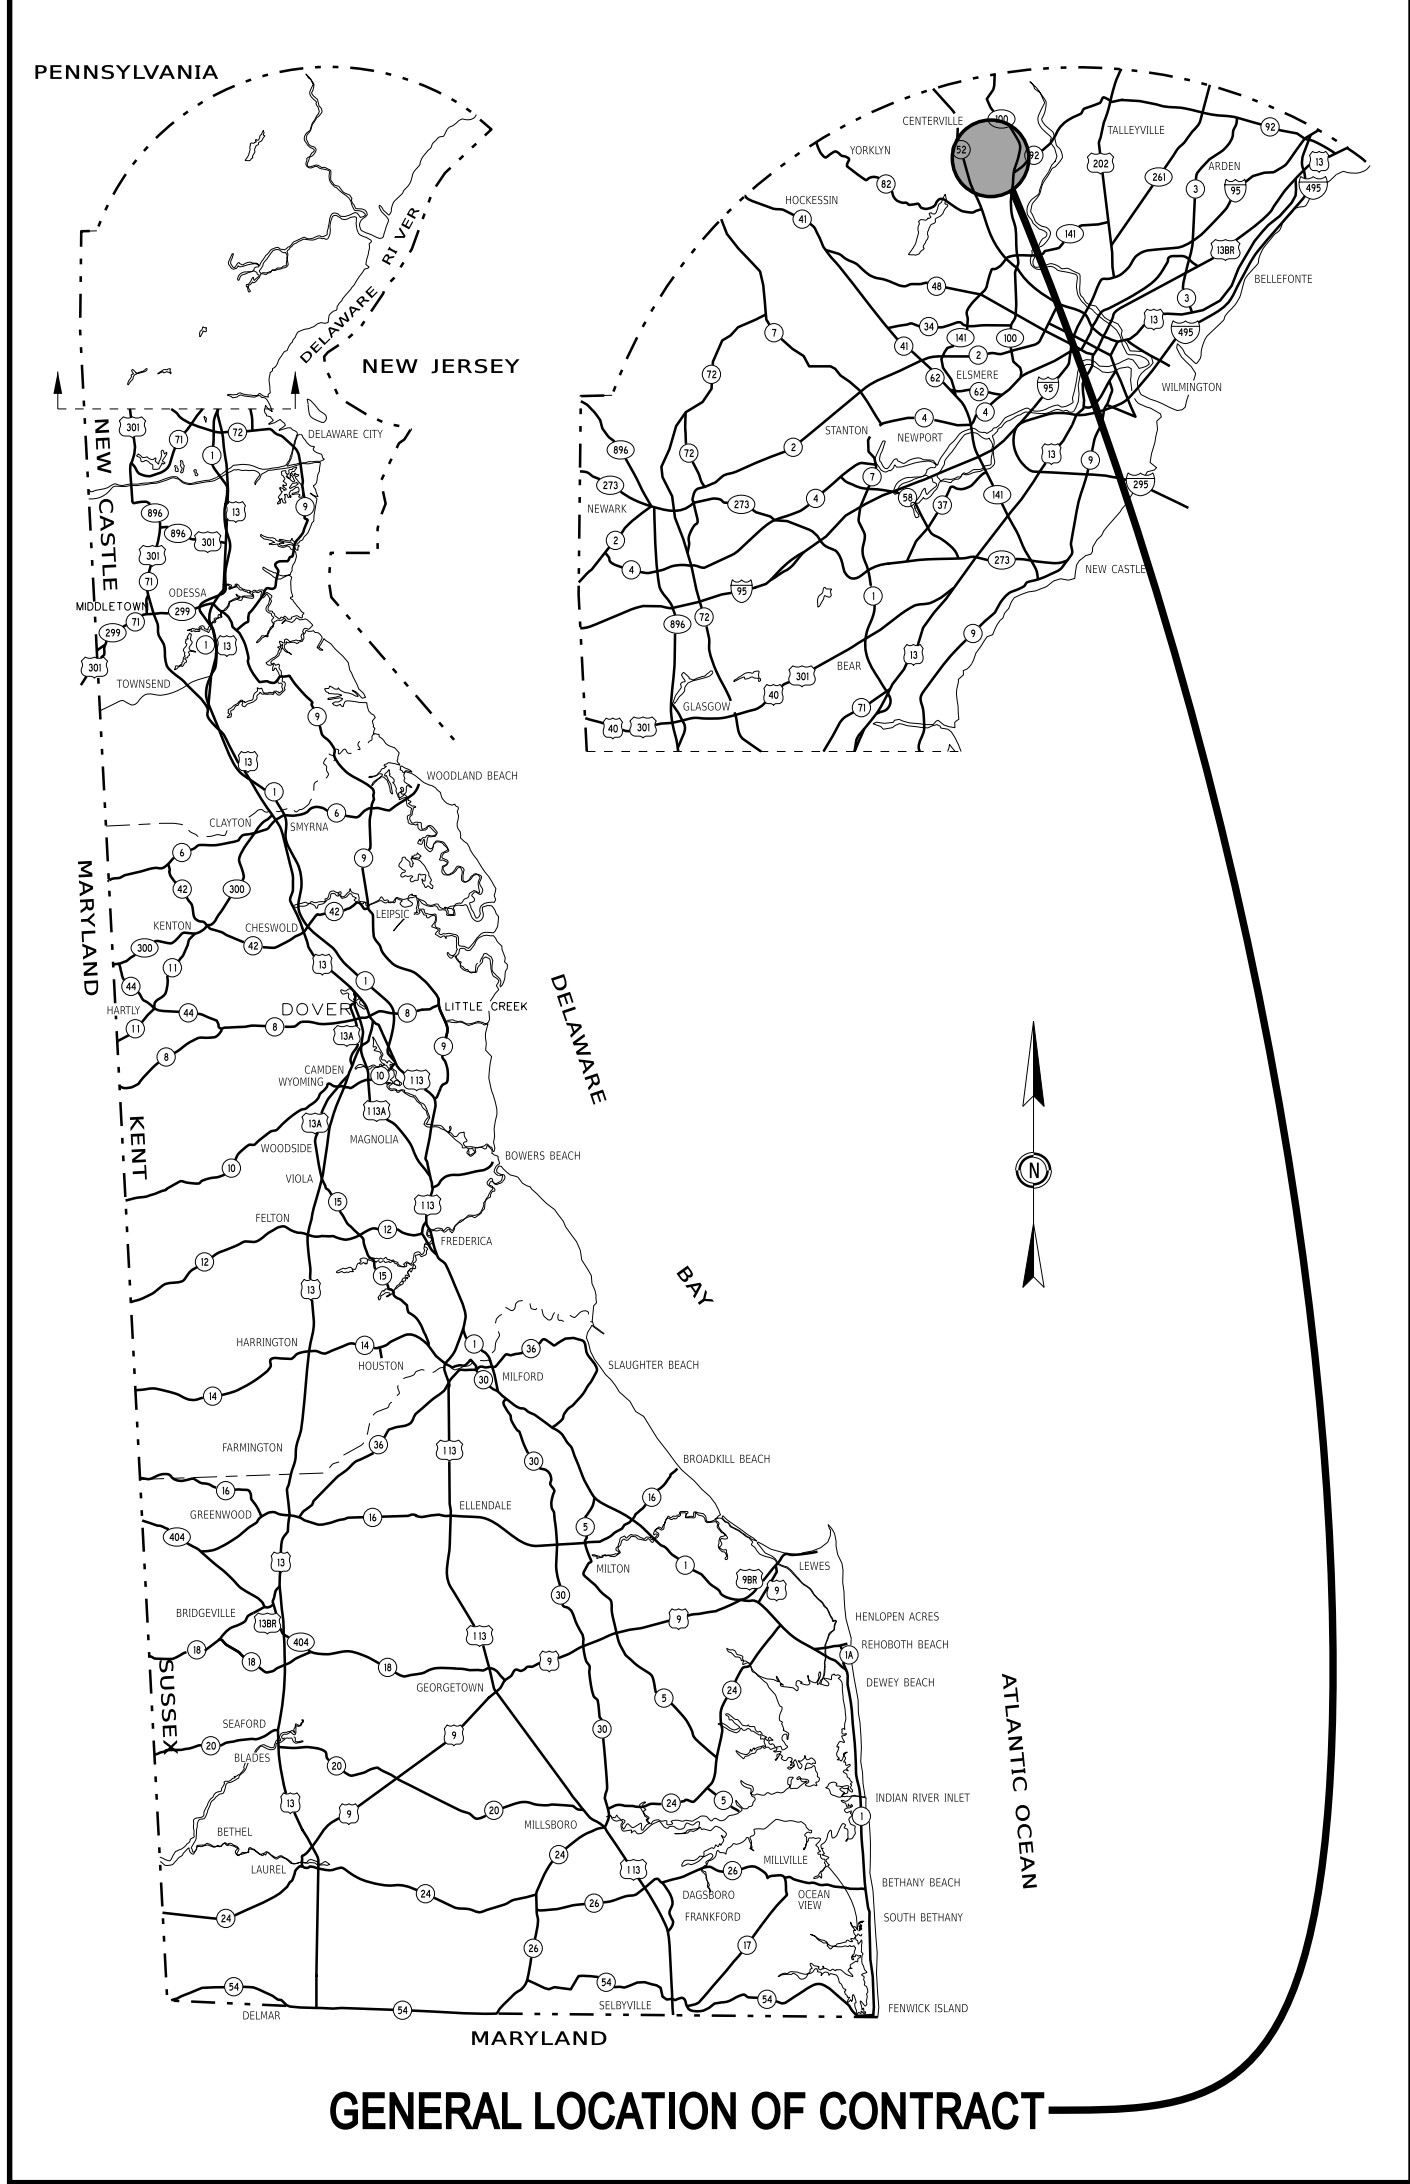 PENNSYLVANIA
DELAWARE RIVER
NEW JERSEY
NEW CASTLE
301
71
1
72
DELAWARE CITY
9
13
896
896
301
301
71
ODESSA
MIDDLETOWN
299
71
299
1
13
301
TOWNSEND
9
13
WOODLAND BEACH
1
CLAYTON
SMYRNA
6
6
9
42
300
MARYLAND
42
LEIPSIC
KENTON
CHESWOLD
300
42
11
13
44
1
HARTLY
44
DOVER
8
LITTLE CREEK
11
8
13A
9
8
CAMDEN
WYOMING
10
113
DELAWARE
KENT
13A
113A
MAGNOLIA
WOODSIDE
BOWERS BEACH
10
VIOLA
15
113
FELTON
12
FREDERICA
12
15
13
BAY
HARRINGTON
14
1
36
HOUSTON
SLAUGHTER BEACH
30
MILFORD
14
FARMINGTON
36
113
30
BROADKILL BEACH
16
16
GREENWOOD
ELLENDALE
16
5
404
13
MILTON
1
LEWES
9BR
9
30
BRIDGEVILLE
13BR
404
9
HENLOPEN ACRES
18
113
REHOBOTH BEACH
1A
18
18
9
GEORGETOWN
DEWEY BEACH
SUSSEX
5
24
SEAFORD
9
30
20
BLADES
20
ATLANTIC OCEAN
13
9
20
24
5
INDIAN RIVER INLET
1
BETHEL
MILLSBORO
24
MILLVILLE
LAUREL
113
26
24
DAGSBORO
OCEAN
VIEW
BETHANY BEACH
26
FRANKFORD
24
SOUTH BETHANY
26
17
54
54
SELBYVILLE
54
DELMAR
54
FENWICK ISLAND
MARYLAND
CENTERVILLE
100
TALLEYVILLE
92
YORKLYN
52
92
202
13
82
261
ARDEN
3
95
495
HOCKESSIN
41
141
13BR
BELLEFONTE
48
3
34
13
7
141
100
495
41
2
72
62
ELSMERE
62
95
WILMINGTON
4
4
STANTON
NEWPORT
2
896
72
13
9
7
273
295
141
58
4
273
37
NEWARK
2
273
4
NEW CASTLE
95
1
896
72
9
13
BEAR
301
40
GLASGOW
71
40
301
N
GENERAL LOCATION OF CONTRACT